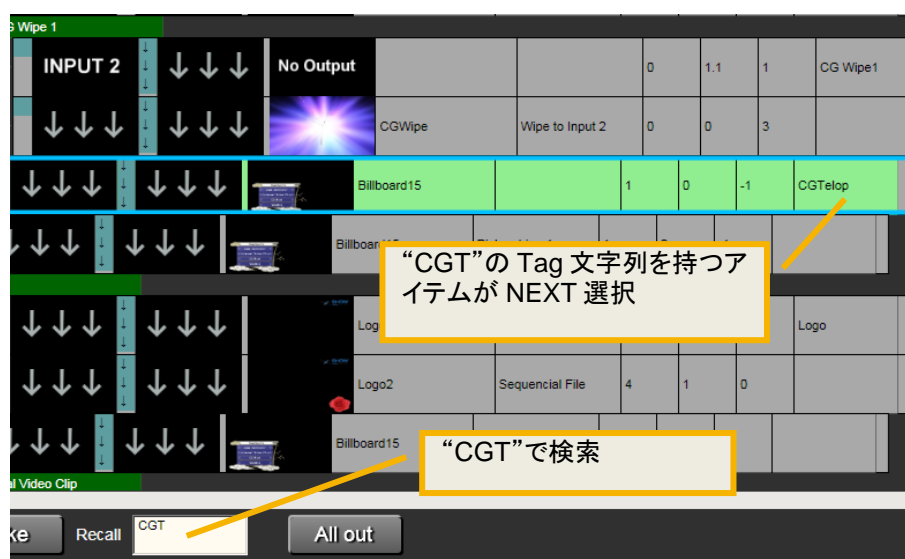 Wipe 1
INPUT 2 No Output 0 1.1 1 CG Wipe1
CGWipe Wipe to Input 2 0 0 3
Billboard15 1 0 -1 CGTelop
“CGT”の Tag 文字列を持つア
イテムが NEXT 選択
Logo
Logo2 Sequencial File 4 1 0
Billboard15
“CGT”で検索
Video Clip
Recall CGT All out